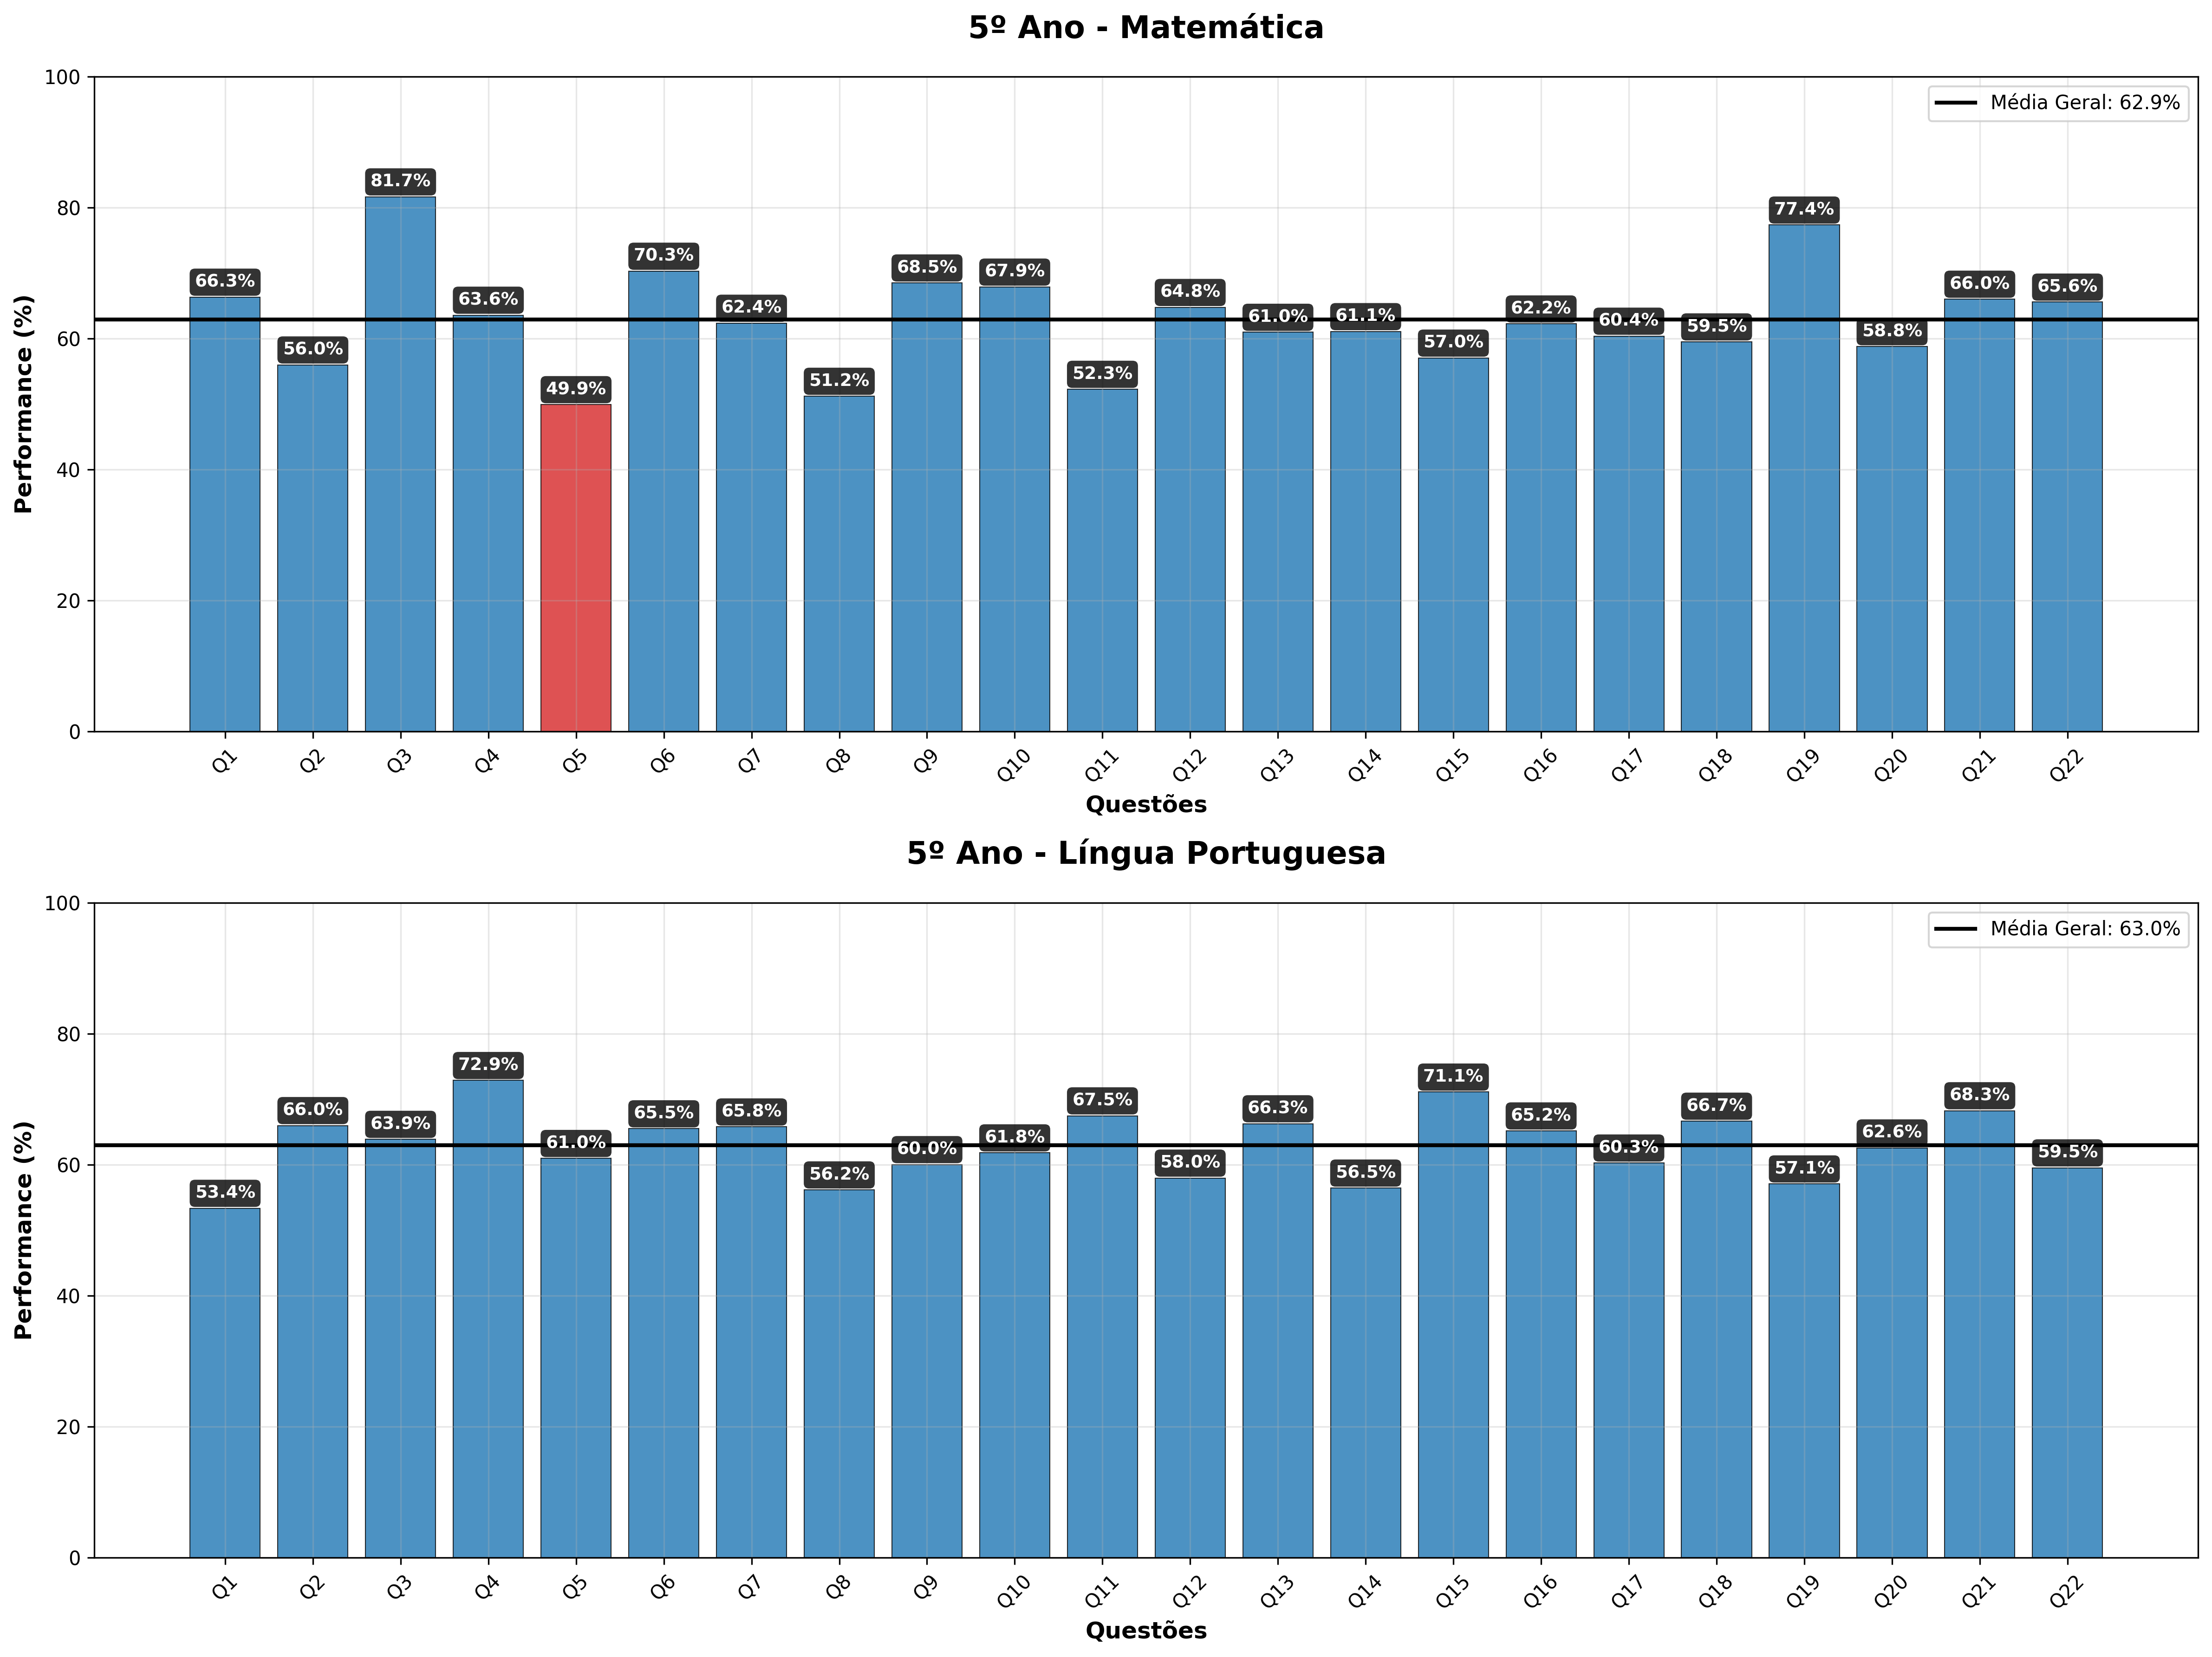 5º Ano - Matemática
Média Geral: 62.9%
Performance (%)
100
80
60
40
20
0
66.3% 56.0% 81.7% 63.6% 49.9% 70.3% 62.4% 51.2% 68.5% 67.9% 52.3% 64.8% 61.0% 61.1% 57.0% 62.2% 60.4% 59.5% 77.4% 58.8% 66.0% 65.6%
Q1 Q2 Q3 Q4 Q5 Q6 Q7 Q8 Q9 Q10 Q11 Q12 Q13 Q14 Q15 Q16 Q17 Q18 Q19 Q20 Q21 Q22
Questões
5º Ano - Língua Portuguesa
Média Geral: 63.0%
Performance (%)
100
80
60
40
20
0
53.4% 66.0% 63.9% 72.9% 61.0% 65.5% 65.8% 56.2% 60.0% 61.8% 67.5% 58.0% 66.3% 56.5% 71.1% 65.2% 60.3% 66.7% 57.1% 62.6% 68.3% 59.5%
Q1 Q2 Q3 Q4 Q5 Q6 Q7 Q8 Q9 Q10 Q11 Q12 Q13 Q14 Q15 Q16 Q17 Q18 Q19 Q20 Q21 Q22
Questões